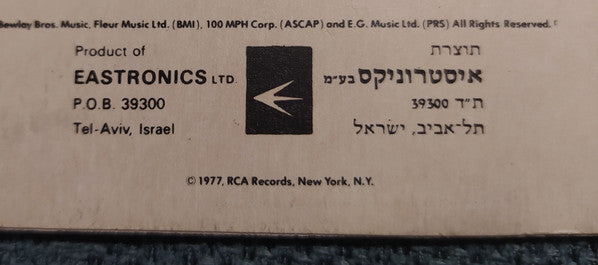 Bewlay Bros. Music, Fleur Music Ltd. (BMI), 100 MPH Corp. (ASCAP) and E.G. Music Ltd. (PRS) All Rights Reserved.
Product of
EASTRONICS LTD.
P.O.B. 39300
Tel-Aviv, Israel
תוצרת
איסטרוניקס בע״מ
ת״ד 39300
תל-אביב, ישראל
© 1977, RCA Records, New York, N.Y.